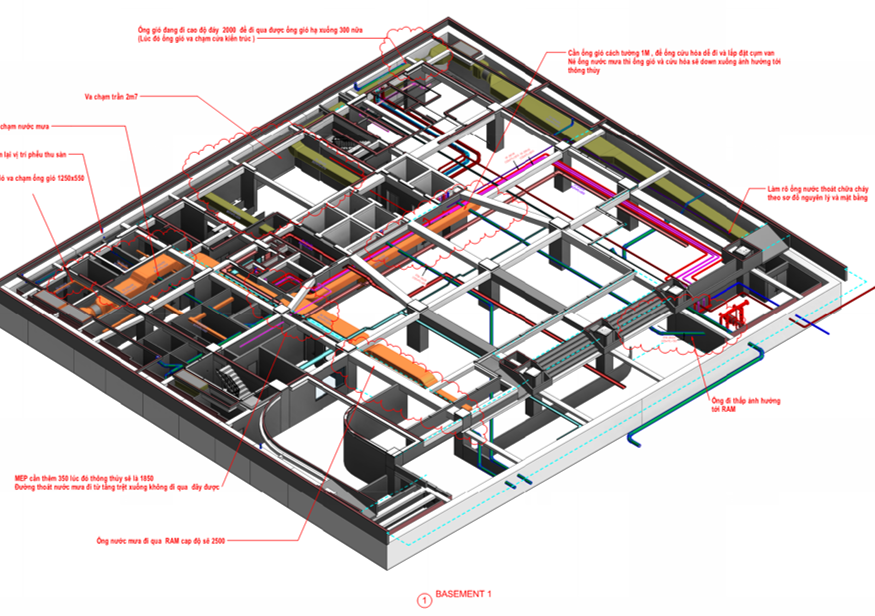 Ống gió đang đi cao độ đáy 2000 để đi qua được ống gió hạ xuống 300 nữa
(Lúc đó ống gió va chạm cửa kiến trúc )
Cần ống gió cách tường 1M , để ống cứu hỏa dễ đi và lắp đặt cụm van
Né ống nước mưa thì ống gió và cứu hỏa sẽ down xuống ảnh hưởng tới
thông thủy
Va chạm trần 2m7
chạm nước mưa
lại vị trí phễu thu sàn
va chạm ống gió 1250x550
Làm rõ ống nước thoát chữa cháy
theo sơ đồ nguyên lý và mặt bằng
Ống đi thấp ảnh hưởng
tới RAM
MEP cần thêm 350 lúc đó thông thủy sẽ là 1850
Đường thoát nước mưa đi từ tầng trệt xuống không đi qua đây được
Ống nước mưa đi qua RAM cap độ sẽ 2500
1 BASEMENT 1